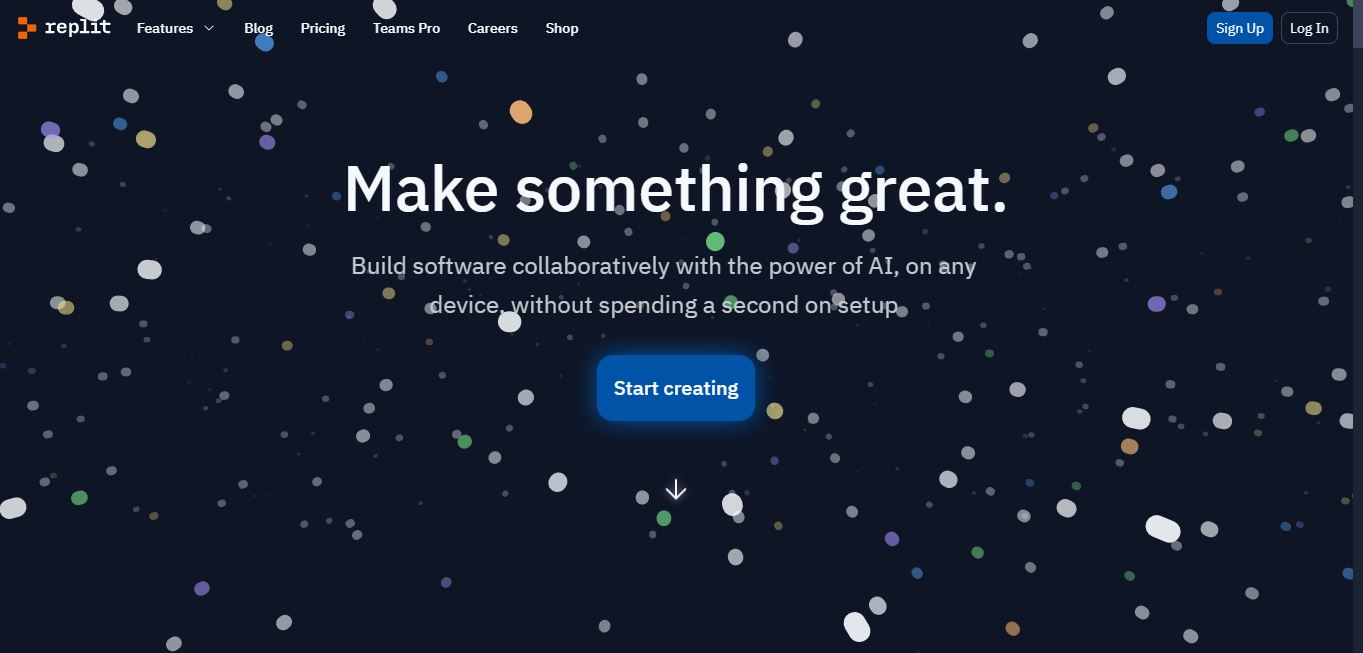 replit
Features
Blog
Pricing
Teams Pro
Careers
Shop
Sign Up
Log In
Make something great.
Build software collaboratively with the power of AI, on any
device, without spending a second on setup
Start creating